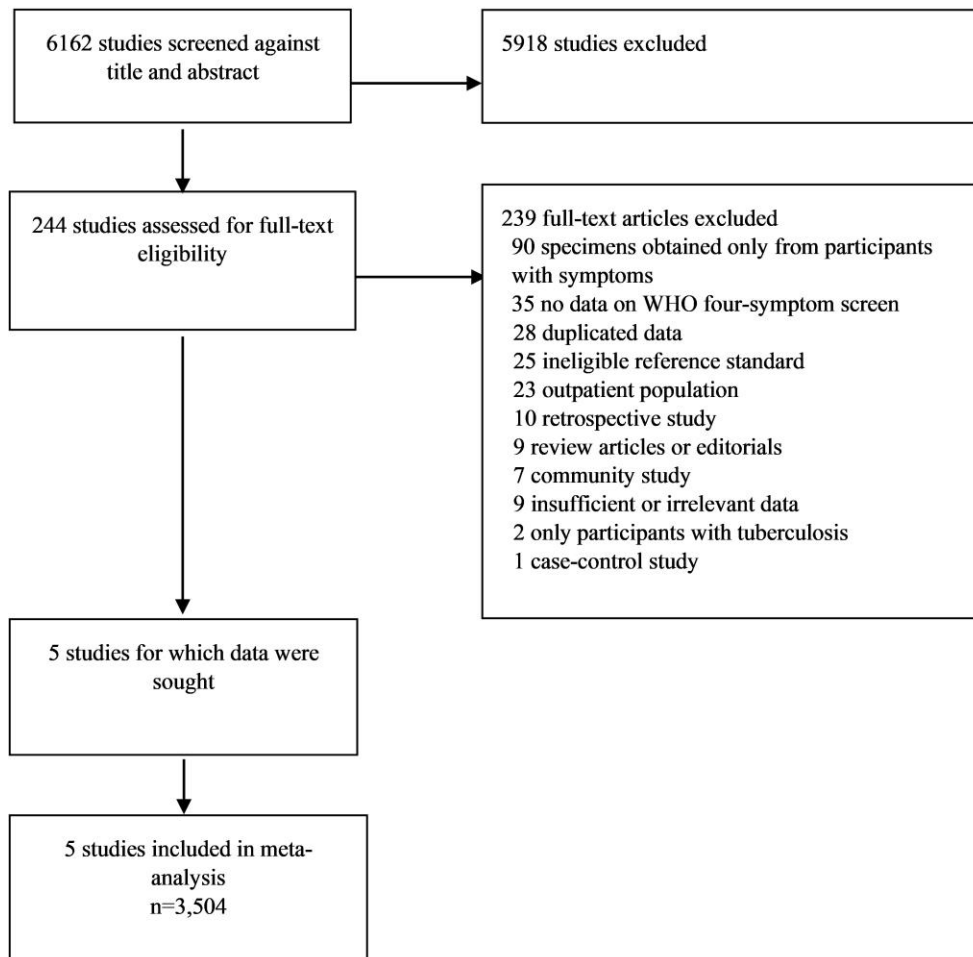 6162 studies screened against
title and abstract
5918 studies excluded
244 studies assessed for full-text
eligibility
239 full-text articles excluded
90 specimens obtained only from participants
with symptoms
35 no data on WHO four-symptom screen
28 duplicated data
25 ineligible reference standard
23 outpatient population
10 retrospective study
9 review articles or editorials
7 community study
9 insufficient or irrelevant data
2 only participants with tuberculosis
1 case-control study
5 studies for which data were
sought
5 studies included in meta-
analysis
n=3,504